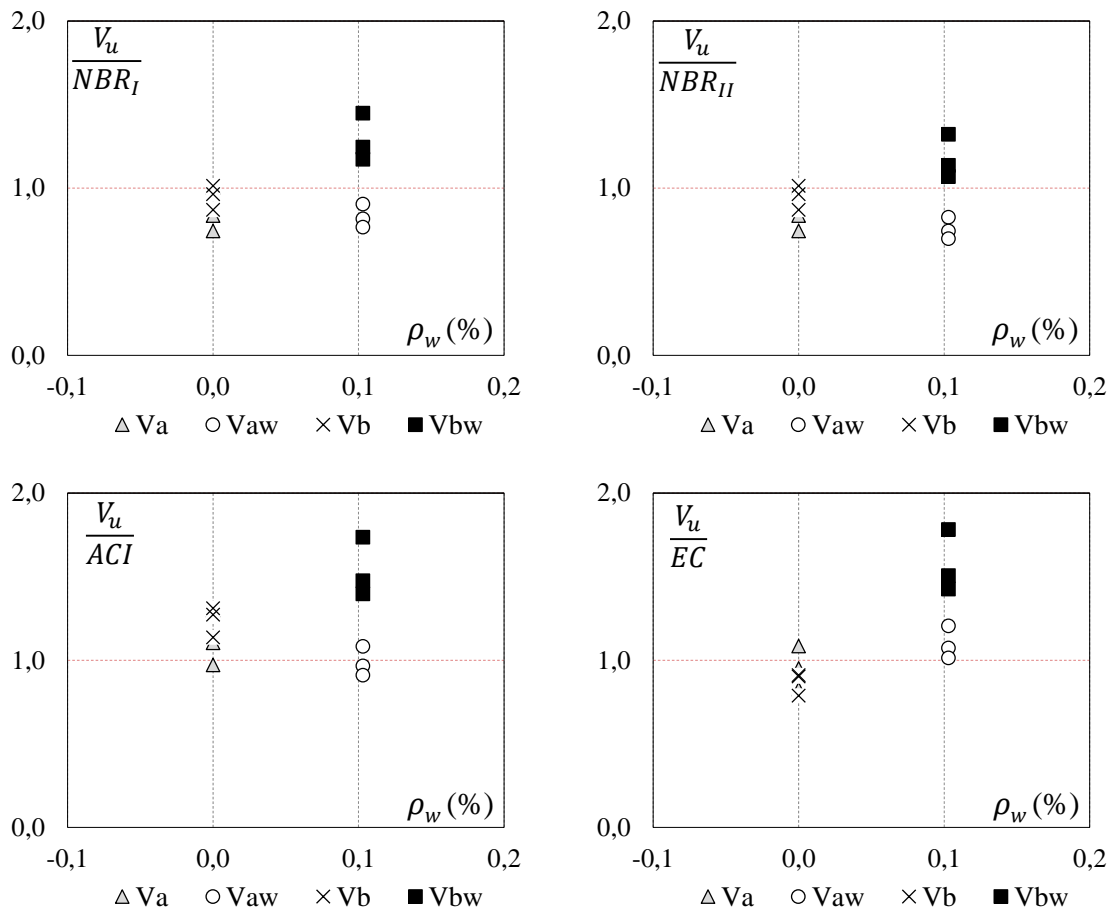 2,0
V_u
NBR_I
1,0
ρ_w (%)
0,0
-0,1 0,0 0,1 0,2
Va Vaw Vb Vbw
2,0
V_u
NBR_II
1,0
ρ_w (%)
0,0
-0,1 0,0 0,1 0,2
Va Vaw Vb Vbw
2,0
V_u
ACI
1,0
ρ_w (%)
0,0
-0,1 0,0 0,1 0,2
Va Vaw Vb Vbw
2,0
V_u
EC
1,0
ρ_w (%)
0,0
-0,1 0,0 0,1 0,2
Va Vaw Vb Vbw